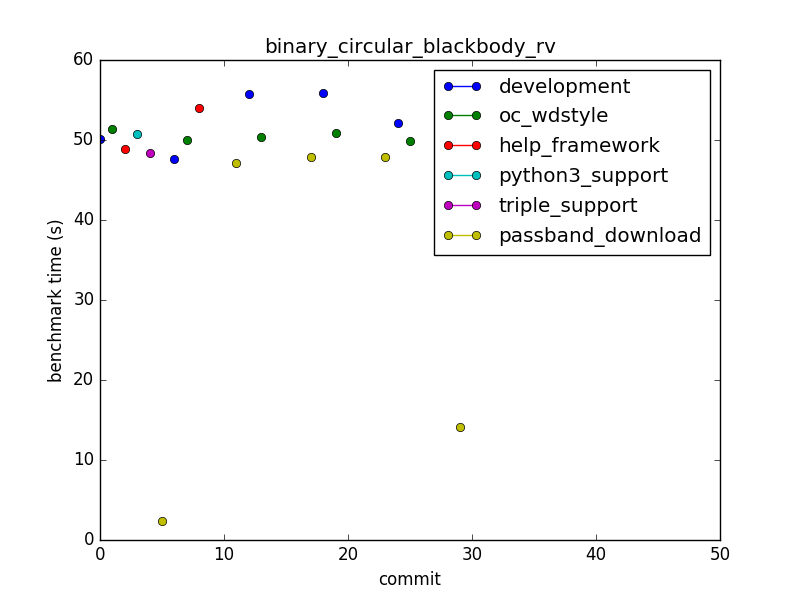 binary_circular_blackbody_rv
60
50
40
30
20
10
0
benchmark time (s)
development
oc_wdstyle
help_framework
python3_support
triple_support
passband_download
0 10 20 30 40 50
commit